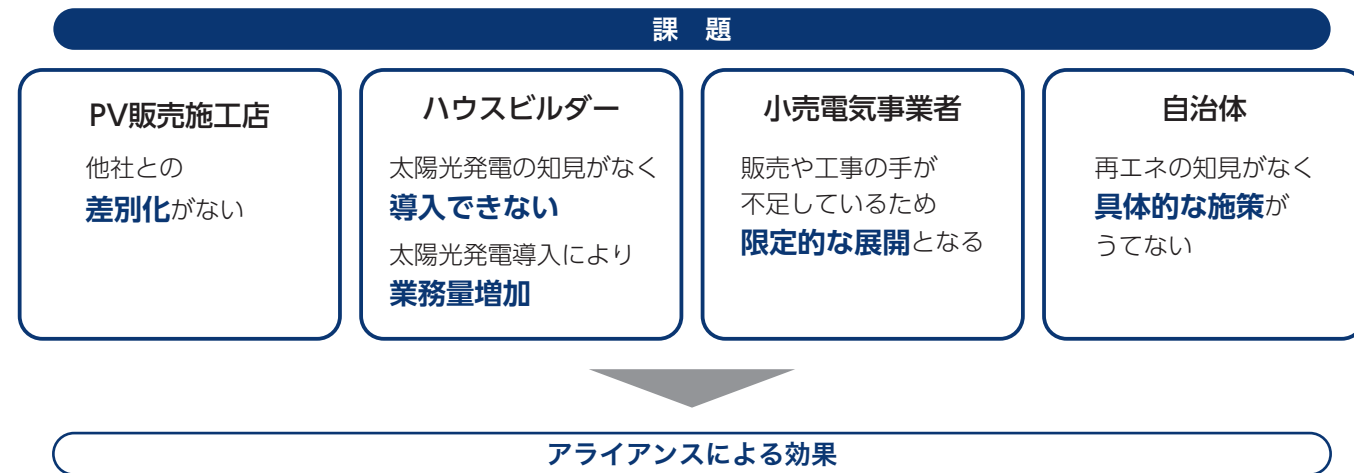 課 題
PV販売施工店
他社との
差別化がない
ハウスビルダー
太陽光発電の知見がなく
導入できない
太陽光発電導入により
業務量増加
小売電気事業者
販売や工事の手が
不足しているため
限定的な展開となる
自治体
再エネの知見がなく
具体的な施策が
うてない
アライアンスによる効果